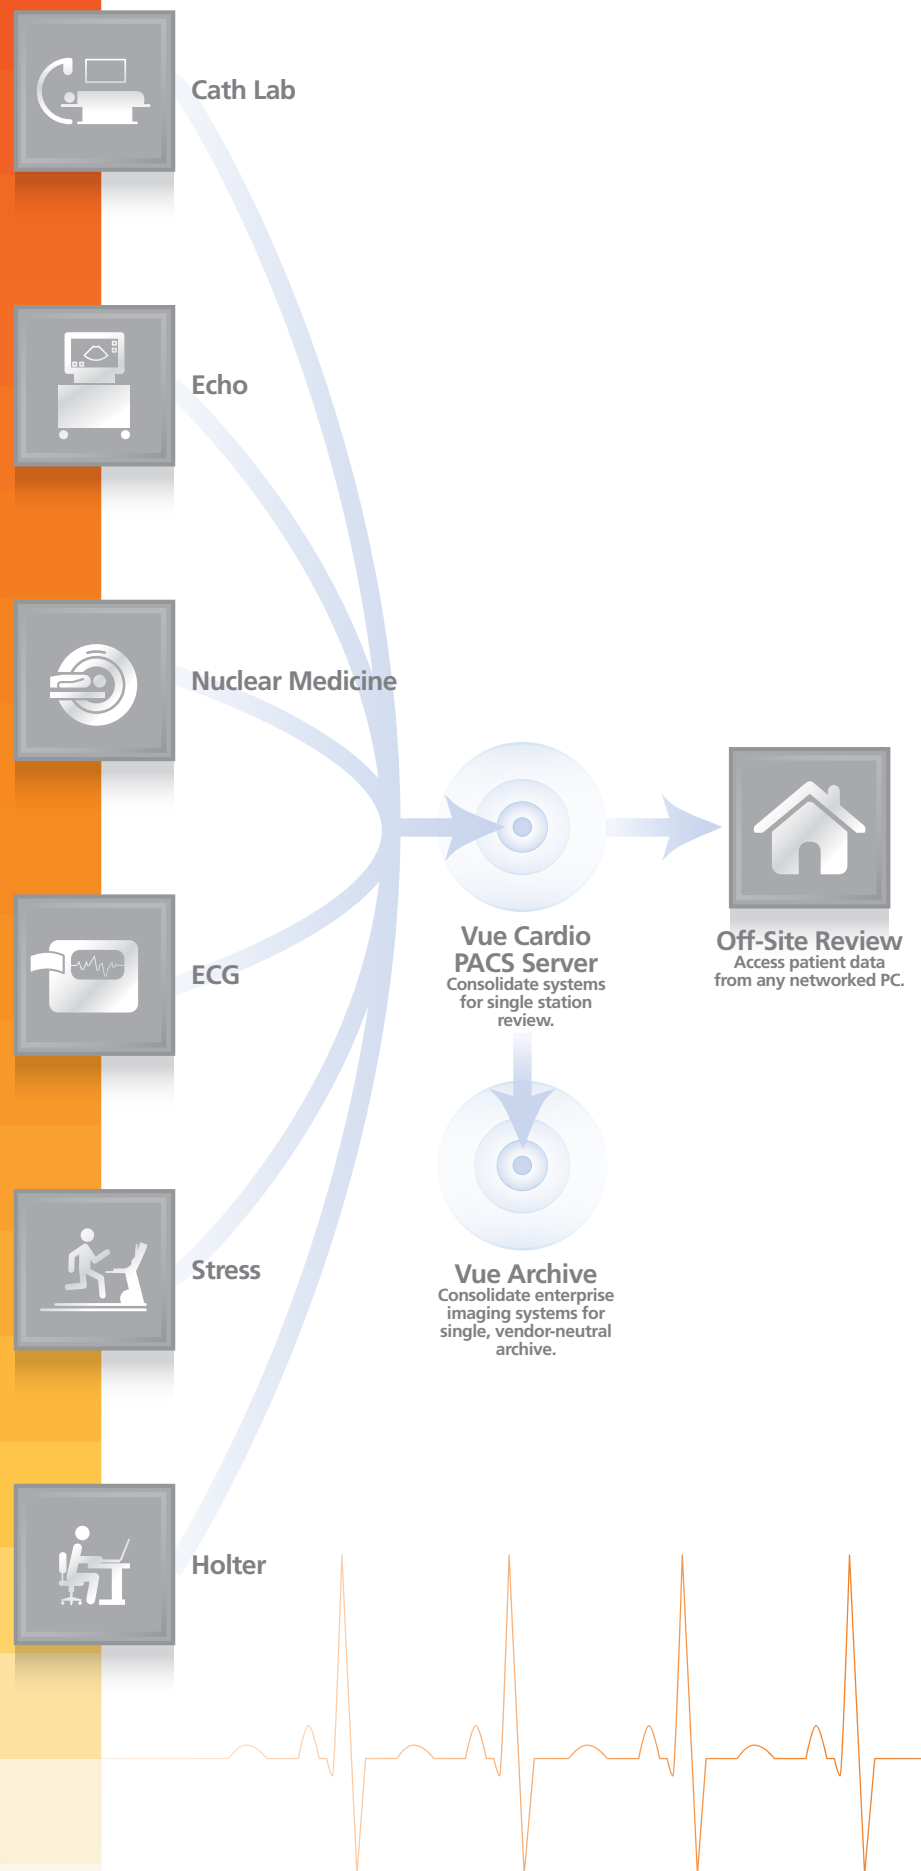 Cath Lab
Echo
Nuclear Medicine
ECG
Stress
Holter
Vue Cardio
PACS Server
Consolidate systems
for single station
review.
Off-Site Review
Access patient data
from any networked PC.
Vue Archive
Consolidate enterprise
imaging systems for
single, vendor-neutral
archive.